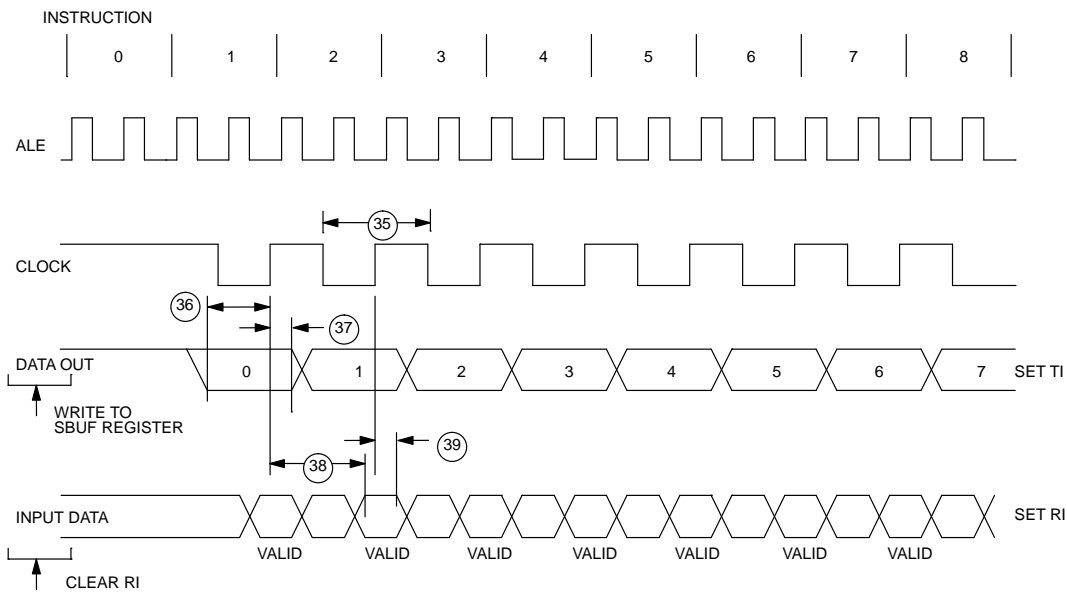 INSTRUCTION
0 1 2 3 4 5 6 7 8
ALE
35
CLOCK
36
37
DATA OUT
0 1 2 3 4 5 6 7
SET TI
WRITE TO
SBUF REGISTER
39
38
INPUT DATA
SET RI
VALID VALID VALID VALID VALID VALID VALID
CLEAR RI